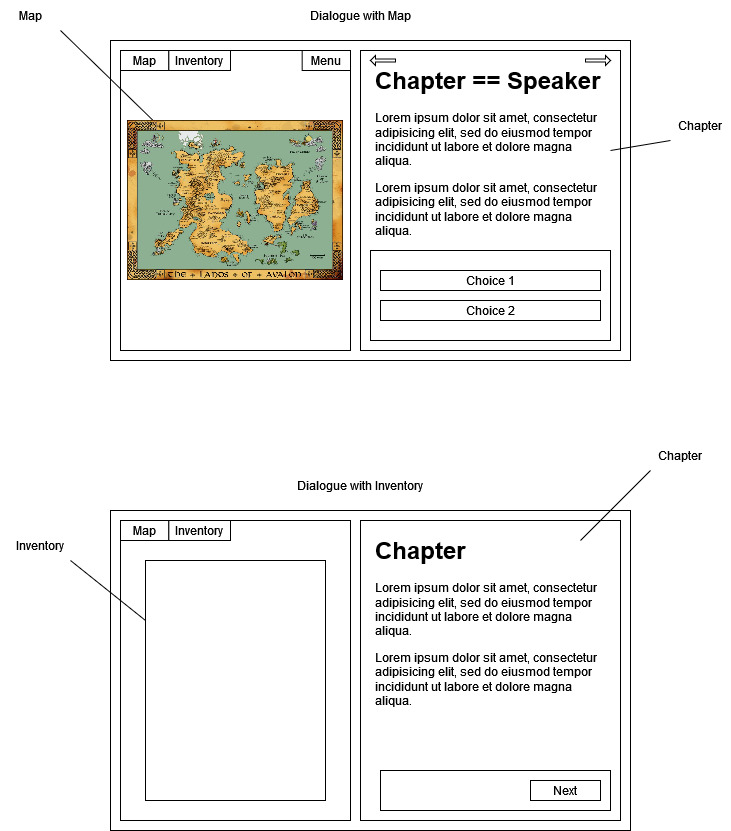 Map
Dialogue with Map
Map
Inventory
Menu
Chapter == Speaker
Lorem ipsum dolor sit amet, consectetur
adipisicing elit, sed do eiusmod tempor
incididunt ut labore et dolore magna
aliqua.
Lorem ipsum dolor sit amet, consectetur
adipisicing elit, sed do eiusmod tempor
incididunt ut labore et dolore magna
aliqua.
Choice 1
Choice 2
Chapter
THE LANDS OF AVALON
Chapter
Dialogue with Inventory
Inventory
Map
Inventory
Chapter
Lorem ipsum dolor sit amet, consectetur
adipisicing elit, sed do eiusmod tempor
incididunt ut labore et dolore magna
aliqua.
Lorem ipsum dolor sit amet, consectetur
adipisicing elit, sed do eiusmod tempor
incididunt ut labore et dolore magna
aliqua.
Next